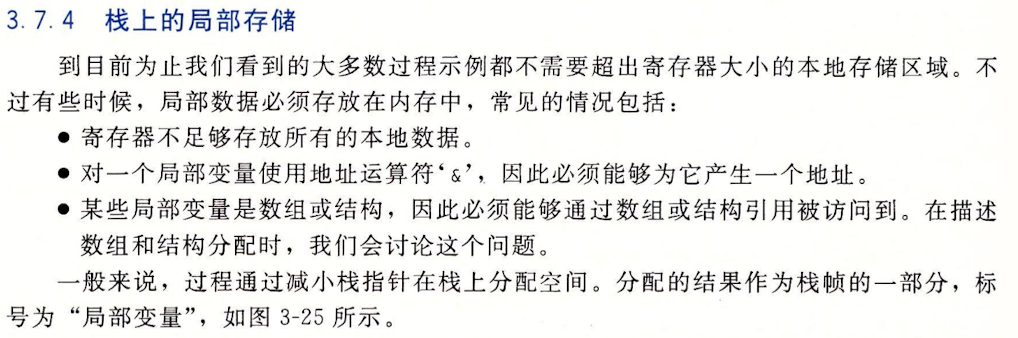 3.7.4 栈上的局部存储
到目前为止我们看到的大多数过程示例都不需要超出寄存器大小的本地存储区域。不
过有些时候，局部数据必须存放在内存中，常见的情况包括：
● 寄存器不足够存放所有的本地数据。
● 对一个局部变量使用地址运算符‘&’，因此必须能够为它产生一个地址。
● 某些局部变量是数组或结构，因此必须能够通过数组或结构引用被访问到。在描述
数组和结构分配时，我们会讨论这个问题。
一般来说，过程通过减小栈指针在栈上分配空间。分配的结果作为栈帧的一部分，标
号为“局部变量”，如图 3-25 所示。